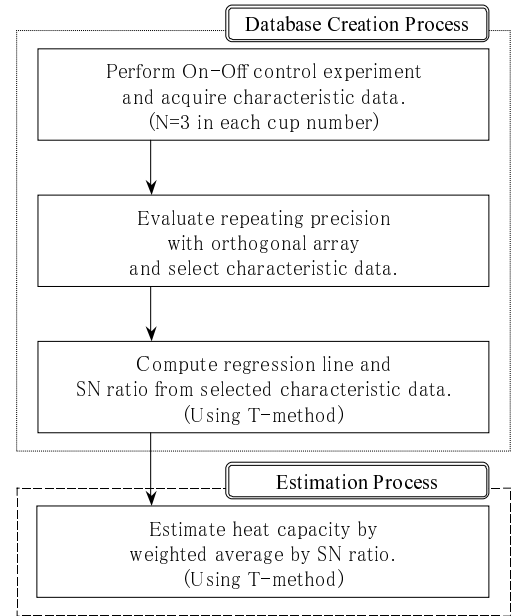 Database Creation Process
Perform On-Off control experiment
and acquire characteristic data.
(N=3 in each cup number)
Evaluate repeating precision
with orthogonal array
and select characteristic data.
Compute regression line and
SN ratio from selected characteristic data.
(Using T-method)
Estimation Process
Estimate heat capacity by
weighted average by SN ratio.
(Using T-method)